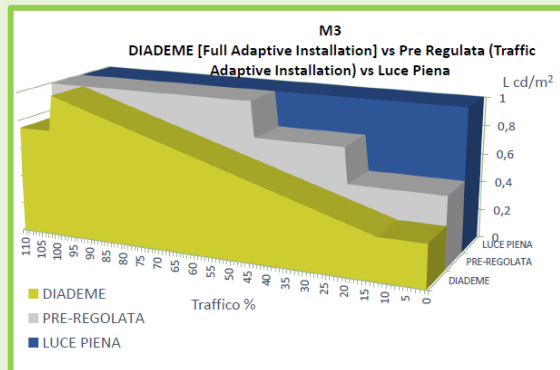 M3
DIADEME [Full Adaptive Installation] vs Pre Regulata (Traffic
Adaptive Installation) vs Luce Piena
L cd/m²
1
0,8
0,6
0,4
0,2
0
LUCE PIENA
PRE-REGOLATA
DIADEME
110
105
100
95
90
85
80
75
70
65
60
55
50
45
40
35
30
25
20
15
10
5
0
Traffico %
DIADEME
PRE-REGOLATA
LUCE PIENA